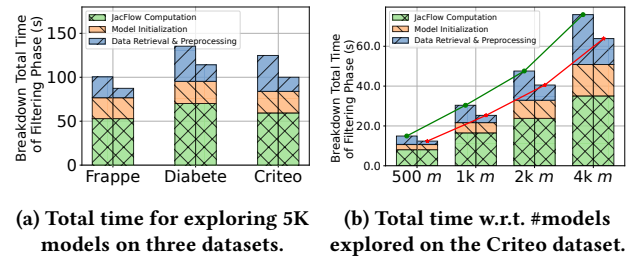 Breakdown Total Time
of Filtering Phase (s)
150
100
50
0
JacFlow Computation
Model Initialization
Data Retrieval & Preprocessing
Frappe Diabete Criteo
(a) Total time for exploring 5K
models on three datasets.
Breakdown Total Time
of Filtering Phase (s)
60.0
40.0
20.0
0.0
JacFlow Computation
Model Initialization
Data Retrieval & Preprocessing
500 m 1k m 2k m 4k m
(b) Total time w.r.t. #models
explored on the Criteo dataset.